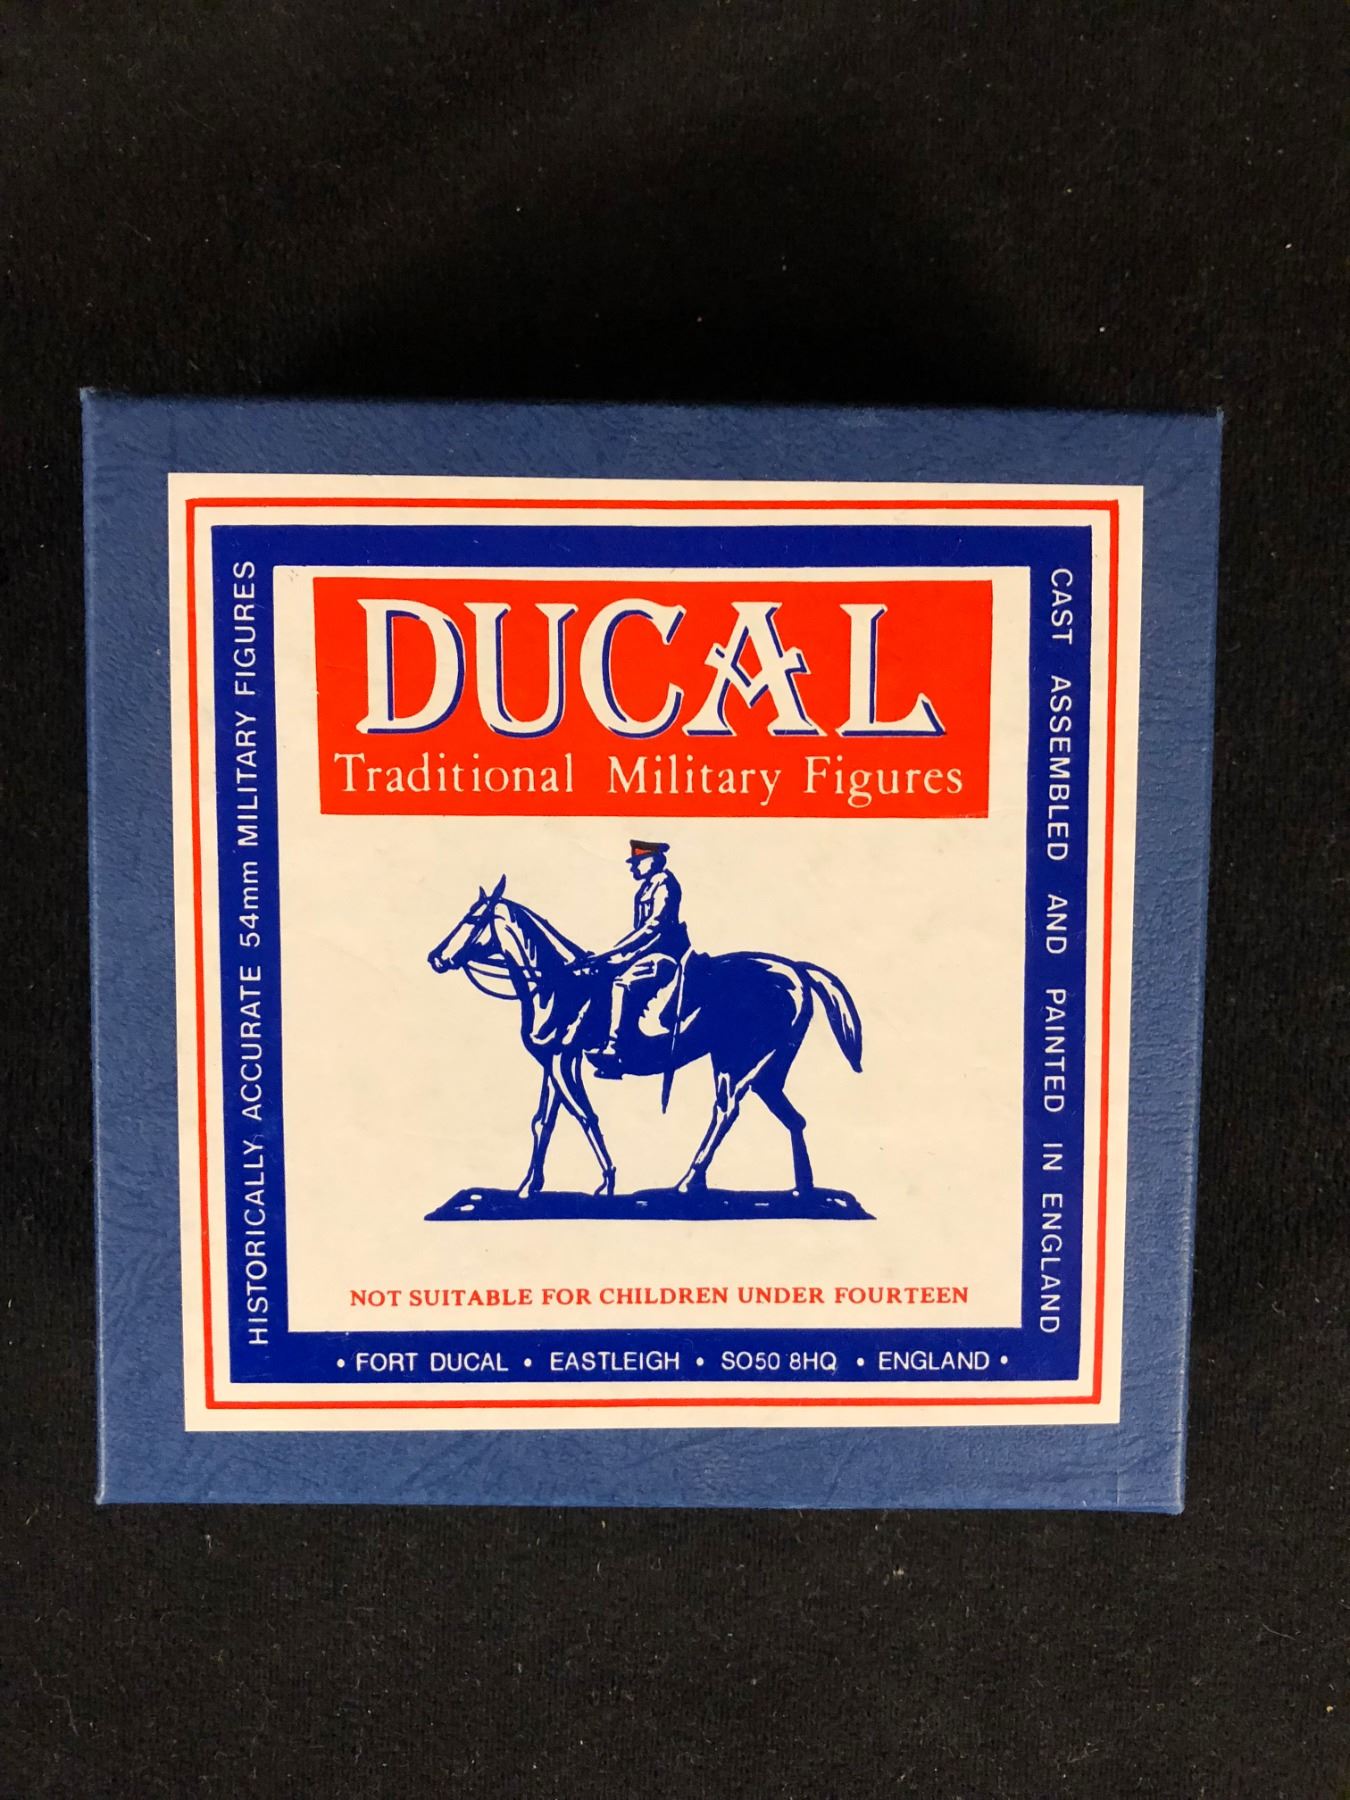 HISTORICALLY ACCURATE 54mm MILITARY FIGURES
DUCAL
Traditional Military Figures
CAST ASSEMBLED AND PAINTED IN ENGLAND
NOT SUITABLE FOR CHILDREN UNDER FOURTEEN
• FORT DUCAL • EASTLEIGH • SO50 8HQ • ENGLAND •